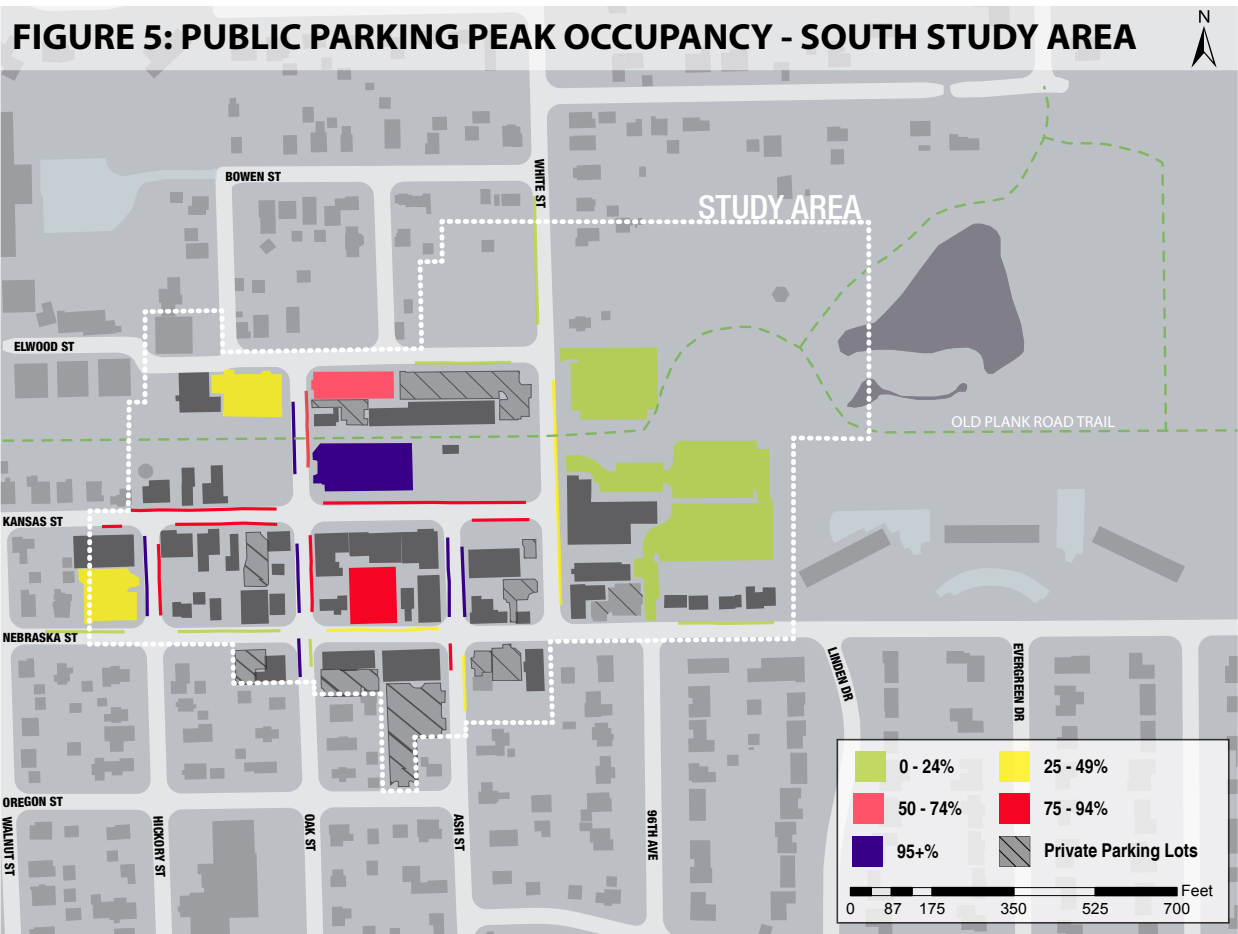 FIGURE 5: PUBLIC PARKING PEAK OCCUPANCY - SOUTH STUDY AREA
N
BOWEN ST
WHITE ST
STUDY AREA
ELWOOD ST
OLD PLANK ROAD TRAIL
KANSAS ST
NEBRASKA ST
LINDEN DR
EVERGREEN DR
OREGON ST
WALNUT ST
HICKORY ST
OAK ST
ASH ST
96TH AVE
0 - 24%
25 - 49%
50 - 74%
75 - 94%
95+%
Private Parking Lots
Feet
0 87 175 350 525 700